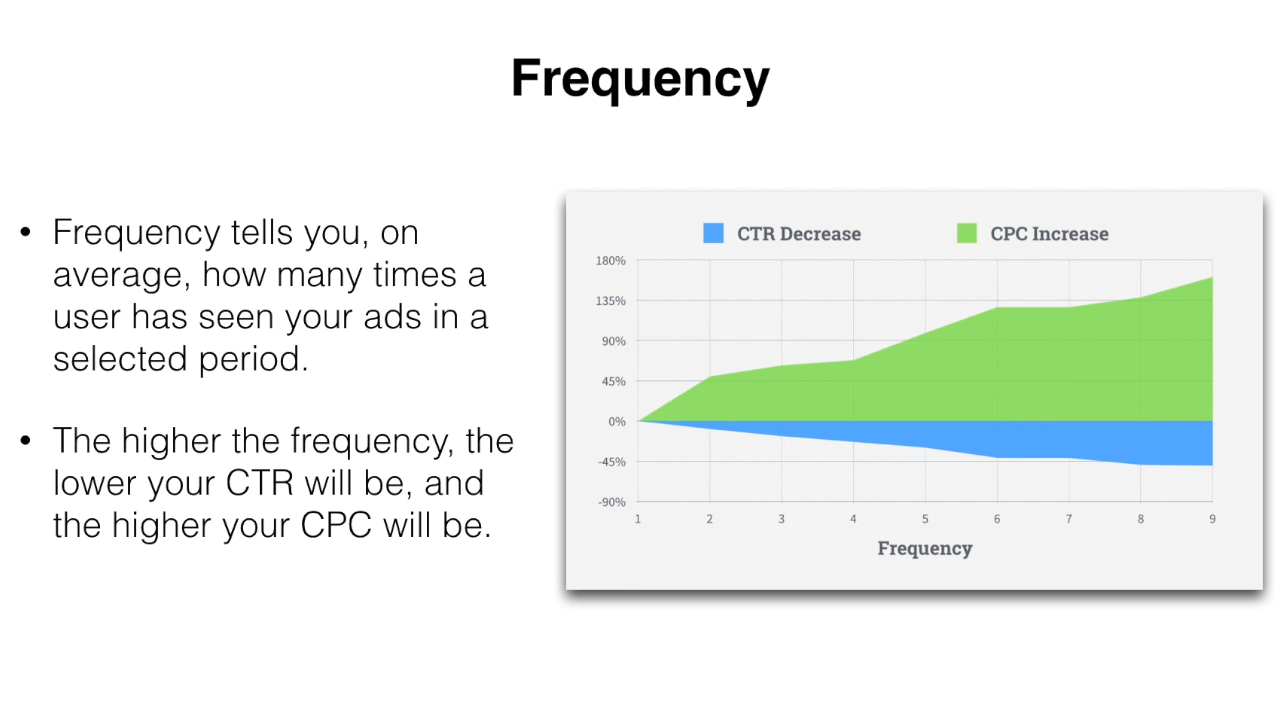 Frequency
• Frequency tells you, on
average, how many times a
user has seen your ads in a
selected period.
• The higher the frequency, the
lower your CTR will be, and
the higher your CPC will be.
CTR Decrease CPC Increase
180%
135%
90%
45%
0%
-45%
-90%
1 2 3 4 5 6 7 8 9
Frequency